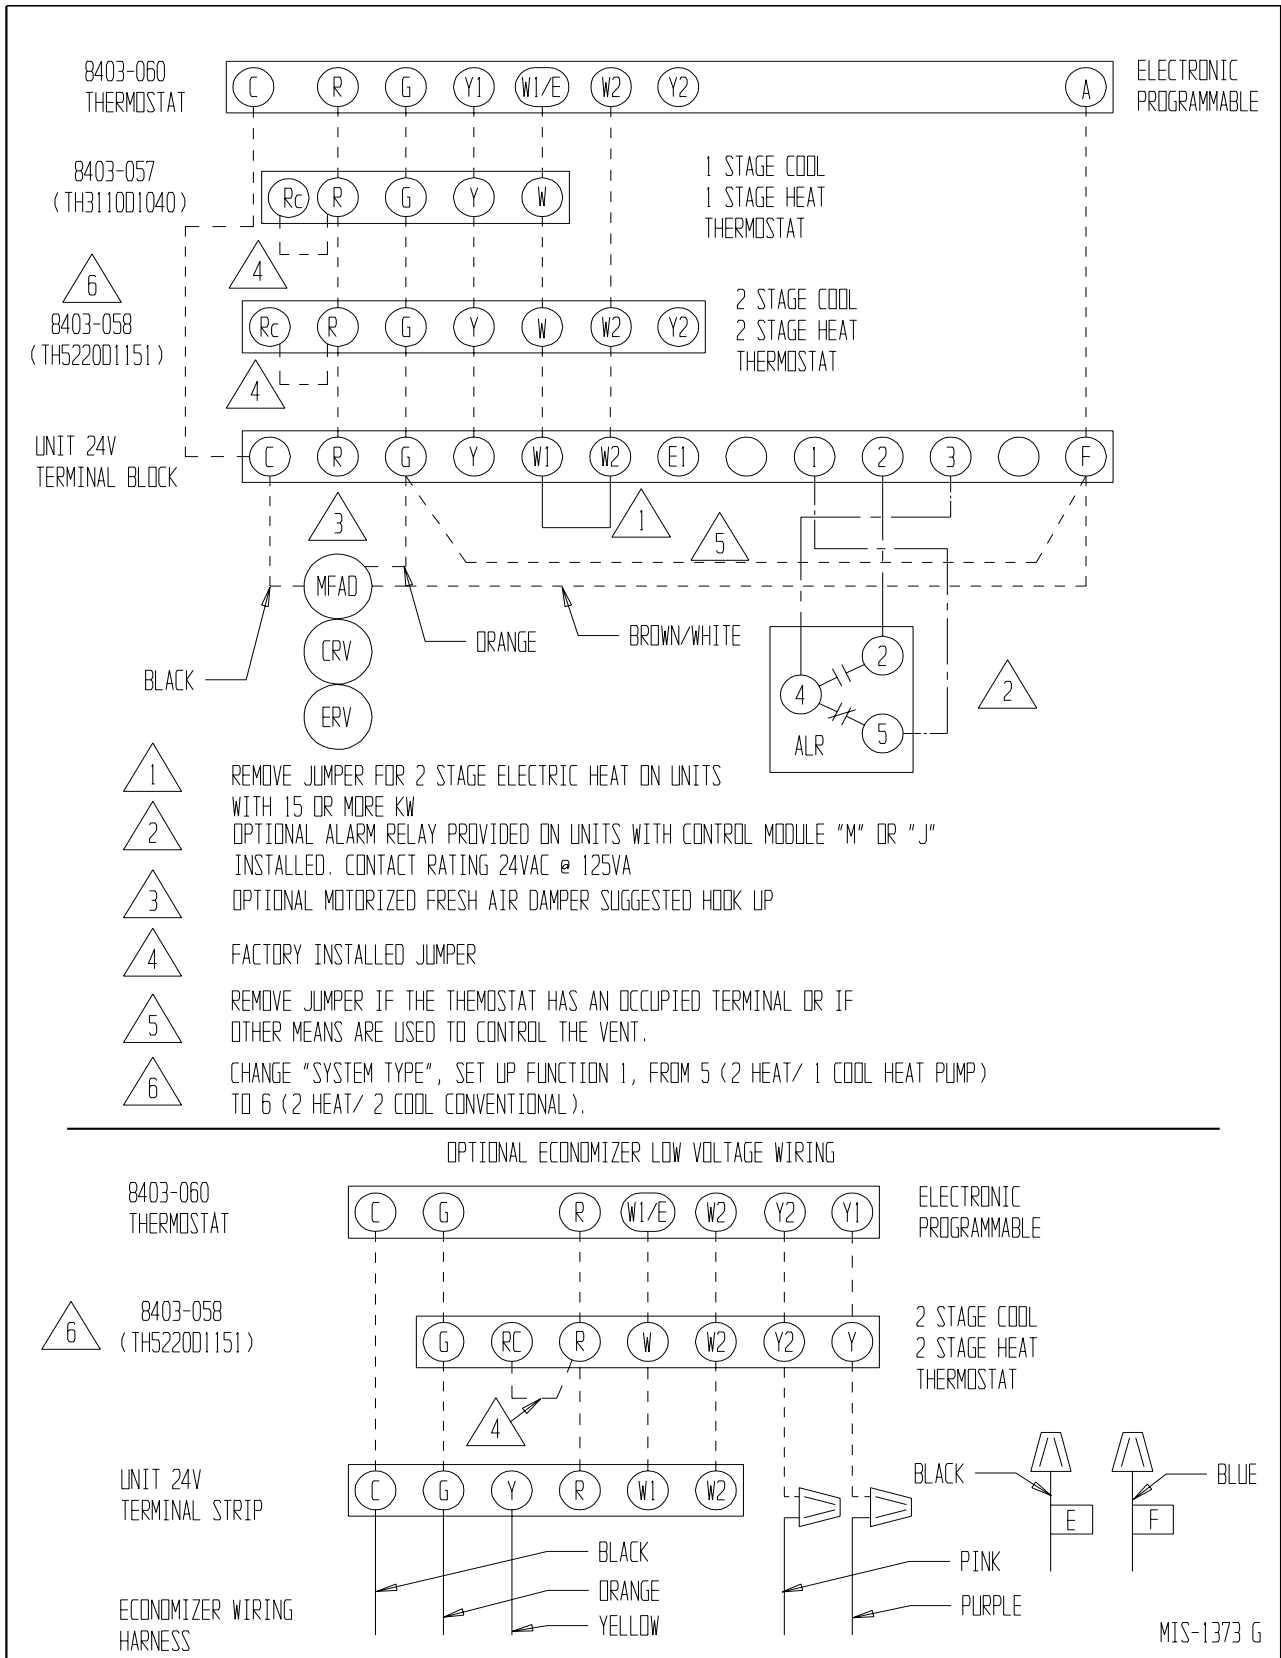 8403-060
THERMOSTAT
C R G Y1 W1/E W2 Y2 A
ELECTRONIC
PROGRAMMABLE
8403-057
(TH3110D1040)
Rc R G Y W
1 STAGE COOL
1 STAGE HEAT
THERMOSTAT
4
6
8403-058
(TH5220D1151)
Rc R G Y W W2 Y2
2 STAGE COOL
2 STAGE HEAT
THERMOSTAT
4
UNIT 24V
TERMINAL BLOCK
C R G Y W1 W2 E1 1 2 3 F
3
1
5
MFAD
CRV
ERV
BLACK
ORANGE
BROWN/WHITE
2
4
5
ALR
2
1 REMOVE JUMPER FOR 2 STAGE ELECTRIC HEAT ON UNITS
WITH 15 OR MORE KW
2 OPTIONAL ALARM RELAY PROVIDED ON UNITS WITH CONTROL MODULE "M" OR "J"
INSTALLED. CONTACT RATING 24VAC @ 125VA
3 OPTIONAL MOTORIZED FRESH AIR DAMPER SUGGESTED HOOK UP
4 FACTORY INSTALLED JUMPER
5 REMOVE JUMPER IF THE THEMOSTAT HAS AN OCCUPIED TERMINAL OR IF
OTHER MEANS ARE USED TO CONTROL THE VENT.
6 CHANGE "SYSTEM TYPE", SET UP FUNCTION 1, FROM 5 (2 HEAT/ 1 COOL HEAT PUMP)
TO 6 (2 HEAT/ 2 COOL CONVENTIONAL).
OPTIONAL ECONOMIZER LOW VOLTAGE WIRING
8403-060
THERMOSTAT
C G R W1/E W2 Y2 Y1
ELECTRONIC
PROGRAMMABLE
6
8403-058
(TH5220D1151)
G RC R W W2 Y2 Y
2 STAGE COOL
2 STAGE HEAT
THERMOSTAT
4
UNIT 24V
TERMINAL STRIP
C G Y R W1 W2
BLACK
BLUE
E
F
BLACK
ORANGE
YELLOW
PINK
PURPLE
ECONOMIZER WIRING
HARNESS
MIS-1373 G